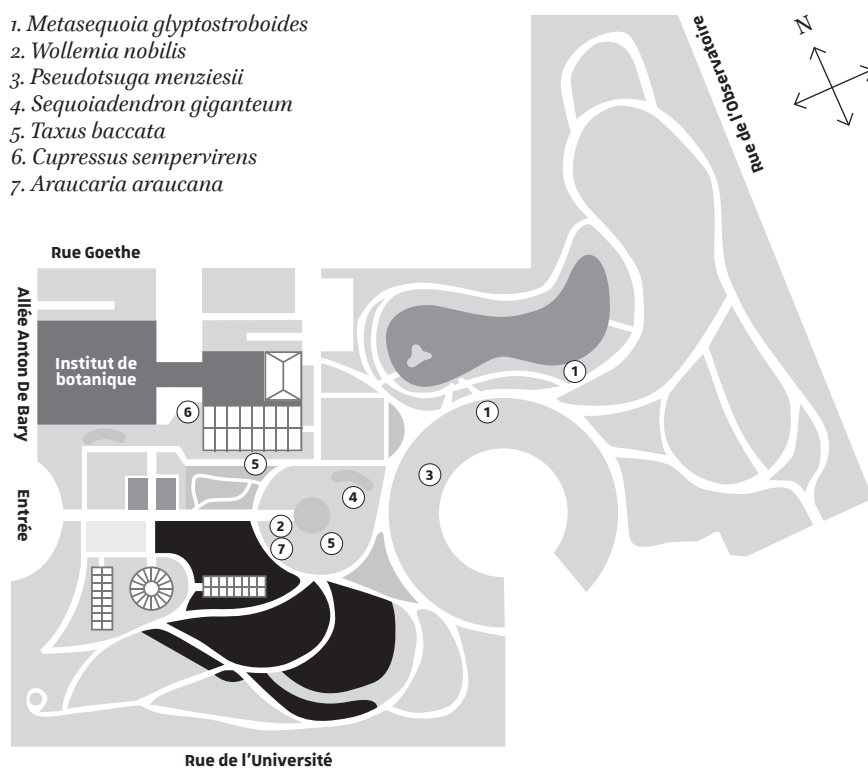 1. Metasequoia glyptostroboides
2. Wollemia nobilis
3. Pseudotsuga menziesii
4. Sequoiadendron giganteum
5. Taxus baccata
6. Cupressus sempervirens
7. Araucaria araucana
N
Rue de l'Observatoire
Rue Goethe
Allée Anton De Bary
Institut de
botanique
1
6
1
5
3
4
Entrée
2
5
7
Rue de l'Université